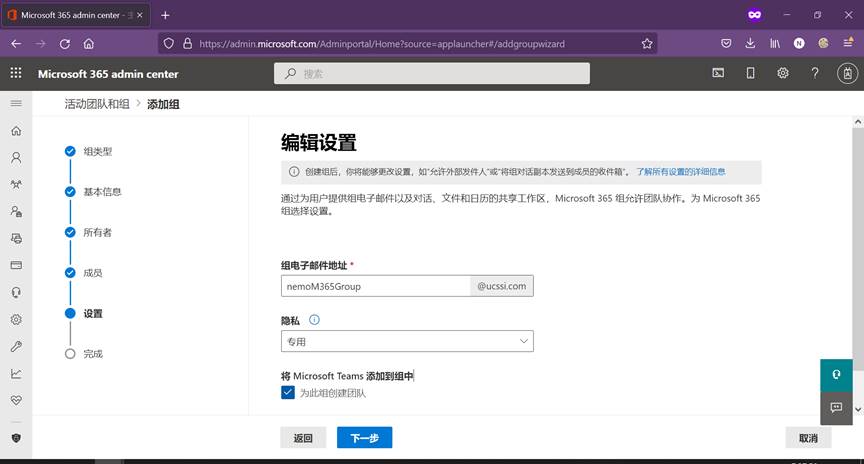 Microsoft 365 admin center - 主
https://admin.microsoft.com/Adminportal/Home?source=applauncher#/addgroupwizard
Microsoft 365 admin center
搜索
活动团队和组 > 添加组
组类型
基本信息
所有者
成员
设置
完成
编辑设置
创建组后，你将能够更改设置，如"允许外部发件人"或"将组对话副本发送到成员的收件箱"。 了解所有设置的详细信息
通过为用户提供组电子邮件以及对话、文件和日历的共享工作区，Microsoft 365 组允许团队协作。为 Microsoft 365
组选择设置。
组电子邮件地址 *
nemoM365Group @ucssi.com
隐私
专用
将 Microsoft Teams 添加到组中
为此组创建团队
返回 下一步 取消